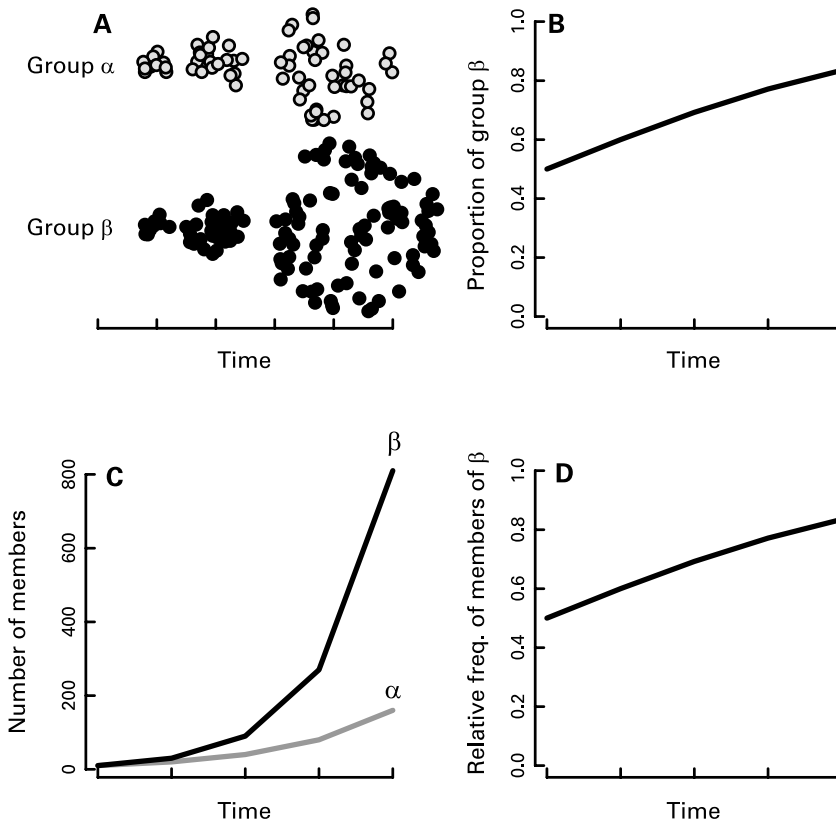 A
Group α
Group β
Time
B
Proportion of group β
0.0 0.2 0.4 0.6 0.8 1.0
Time
C
Number of members
0 200 400 600 800
β
α
Time
D
Relative freq. of members of β
0.0 0.2 0.4 0.6 0.8 1.0
Time